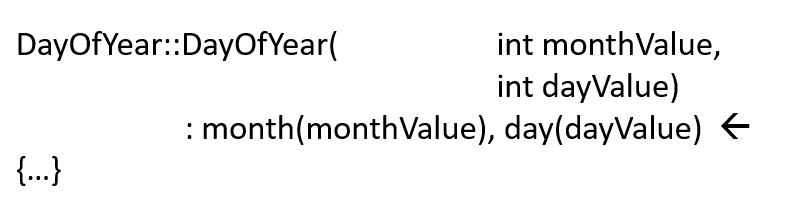 DayOfYear::DayOfYear( int monthValue,
int dayValue)
: month(monthValue), day(dayValue) ←
{...}